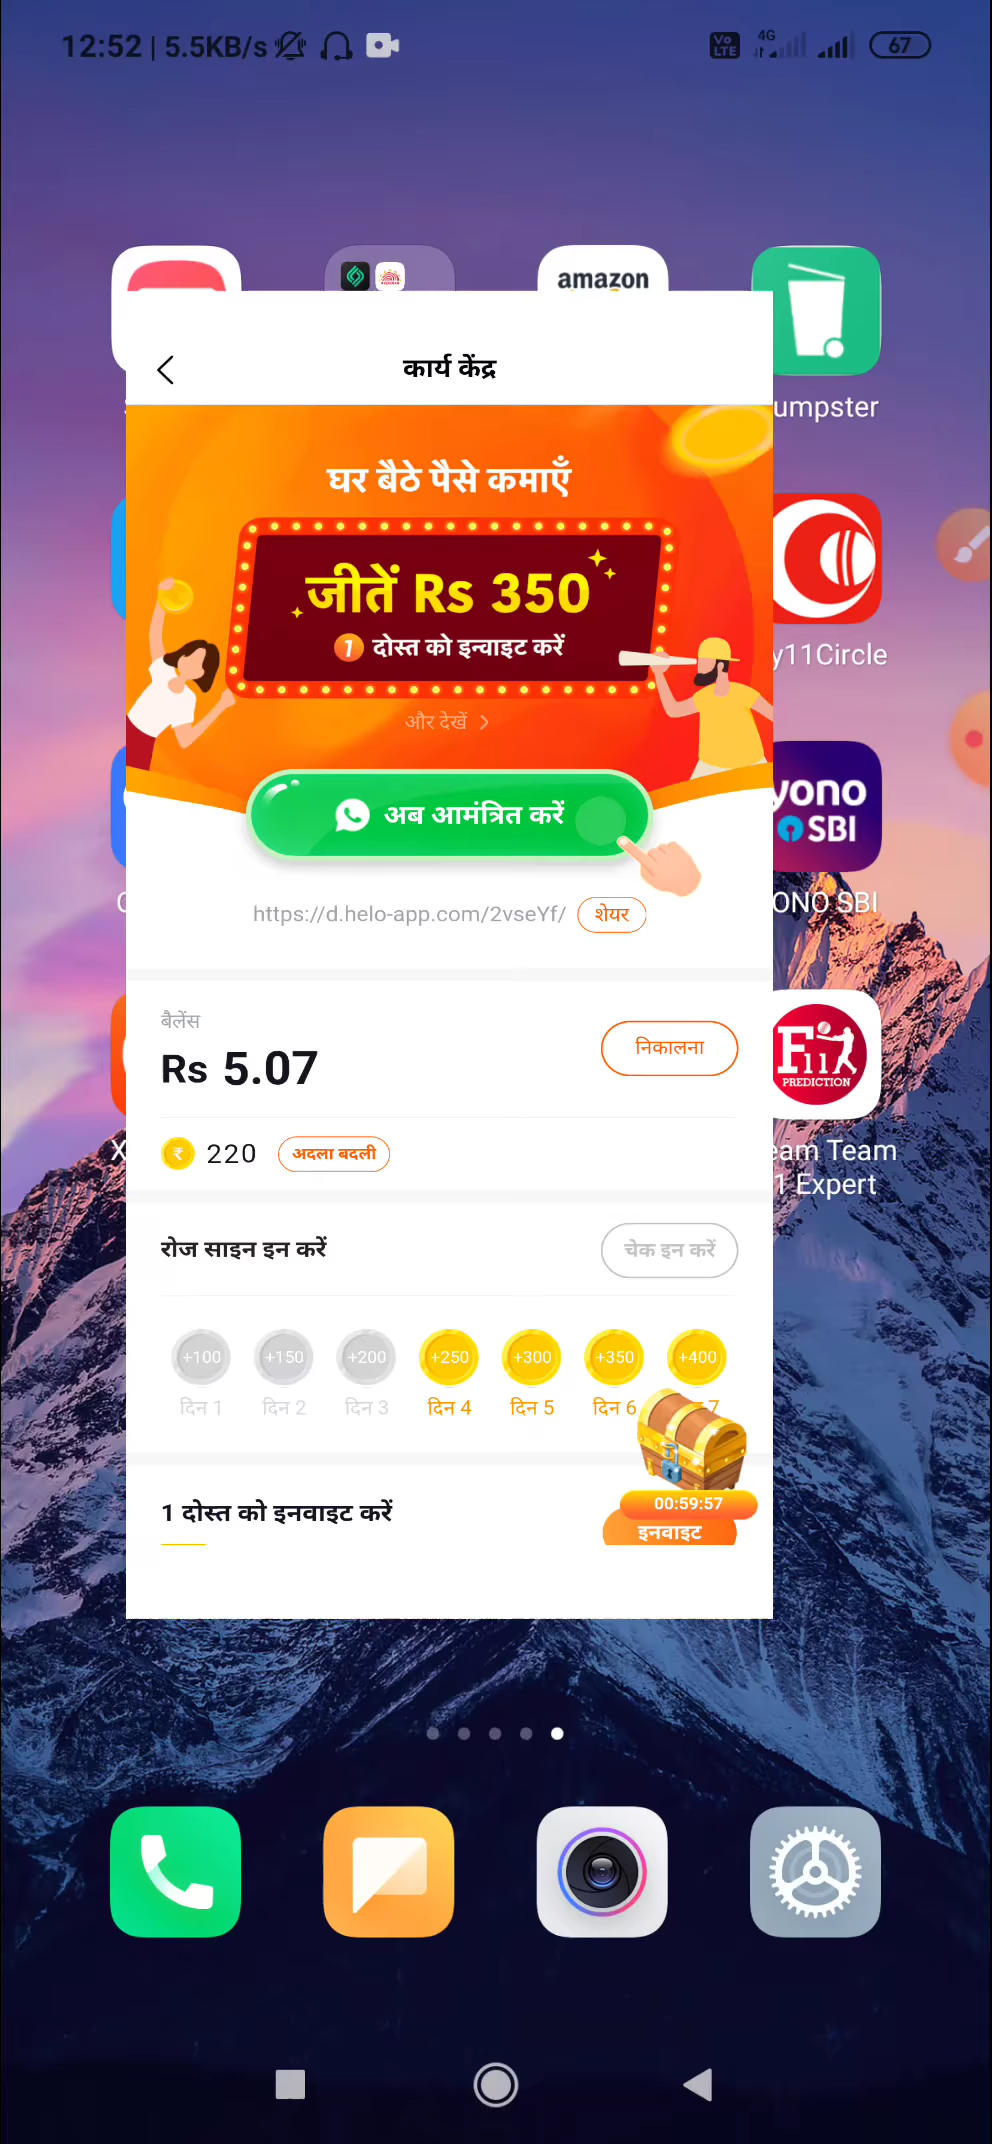 12:52 | 5.5KB/s
Vo LTE
4G
67
amazon
umpster
कार्य केंद्र
घर बैठे पैसे कमाएँ
जीतें Rs 350
1 दोस्त को इन्वाइट करें
और देखें >
y11Circle
अब आमंत्रित करें
yono
SBI
ONO SBI
https://d.helo-app.com/2vseYf/ शेयर
बैलेंस
Rs 5.07
निकालना
F11
PREDICTION
220 अदला बदली
eam Team
1 Expert
रोज साइन इन करें
चेक इन करें
+100 +150 +200 +250 +300 +350 +400
दिन 1 दिन 2 दिन 3 दिन 4 दिन 5 दिन 6 7
00:59:57
1 दोस्त को इनवाइट करें
इनवाइट